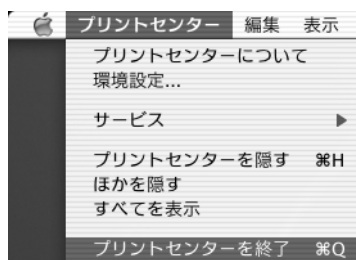 プリントセンター 編集 表示
プリントセンターについて
環境設定...
サービス
プリントセンターを隠す ⌘H
ほかを隠す
すべてを表示
プリントセンターを終了 ⌘Q